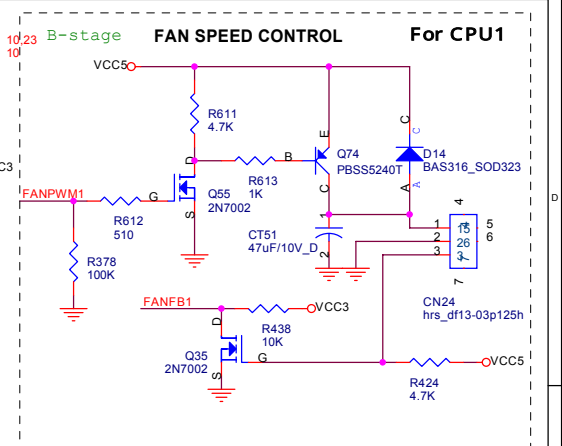 10,23
10
B-stage
FAN SPEED CONTROL
For CPU1
VCC5
R611
4.7K
E
C
C
D
B
Q74
PBSS5240T
D14
BAS316_SOD323
C3
R613
1K
C
A
A
D
FANPWM1
G
Q55
2N7002
R612
510
S
1
CT51
47uF/10V_D
2
4
1
2
3
5
6
7
R378
100K
CN24
hrs_df13-03p125h
FANFB1
VCC3
R438
10K
D
Q35
2N7002
G
S
VCC5
R424
4.7K